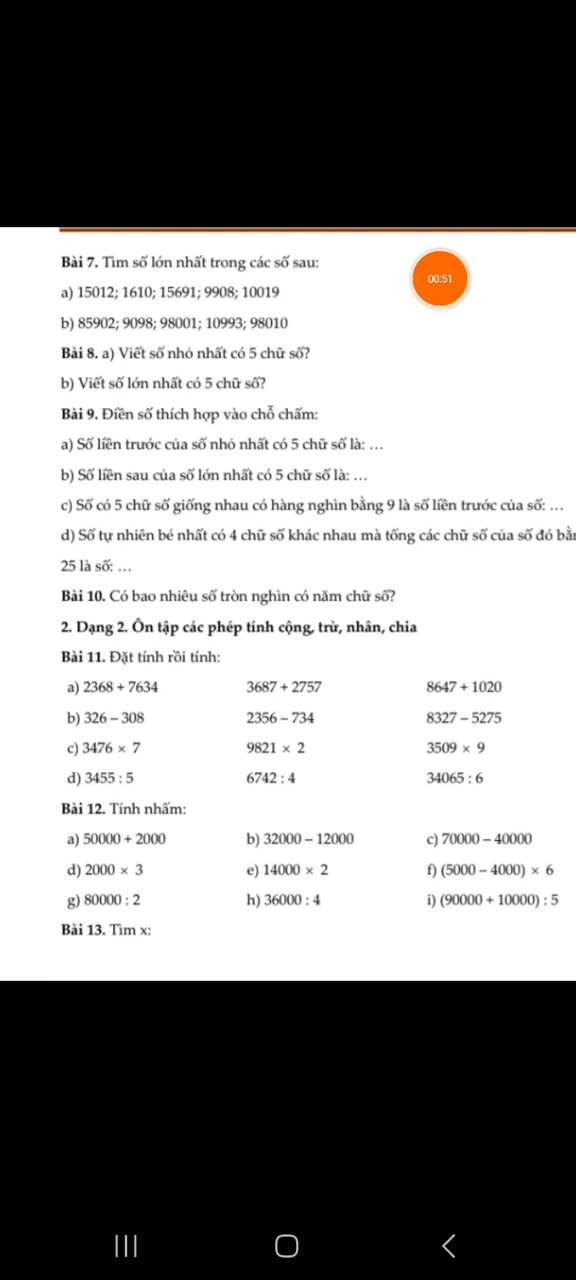 00:51
Bài 7. Tìm số lón nhất trong các số sau:
a) 15012; 1610; 15691; 9908; 10019
b) 85902; 9098; 98001; 10993; 98010
Bài 8. a) Viết số nhỏ nhất có 5 chữ số?
b) Viết số lớn nhất có 5 chữ số?
Bài 9. Điền số thích hợp vào chỗ chấm:
a) Số liền trước của số nhỏ nhất có 5 chữ số là: …
b) Số liền sau của số lớn nhất có 5 chữ số là: …
c) Số có 5 chữ số giống nhau có hàng nghìn bằng 9 là số liền trước của số: …
d) Số tự nhiên bé nhất có 4 chữ số khác nhau mà tổng các chữ số của số đó
25 là số: …
Bài 10. Có bao nhiêu số tròn nghìn có năm chữ số?
2. Dạng 2. Ôn tập các phép tính cộng, trừ, nhân, chia
Bài 11. Đặt tính rồi tính:
a) 2368 + 7634 3687 + 2757 8647 + 1020
b) 326 – 308 2356 – 734 8327 – 5275
c) 3476 × 7 9821 × 2 3509 × 9
d) 3455 : 5 6742 : 4 34065 : 6
Bài 12. Tính nhẩm:
a) 50000 + 2000 b) 32000 – 12000 c) 70000 – 40000
d) 2000 × 3 e) 14000 × 2 f) (5000 – 4000) × 6
g) 80000 : 2 h) 36000 : 4 i) (90000 + 10000) : 5
Bài 13. Tìm x: